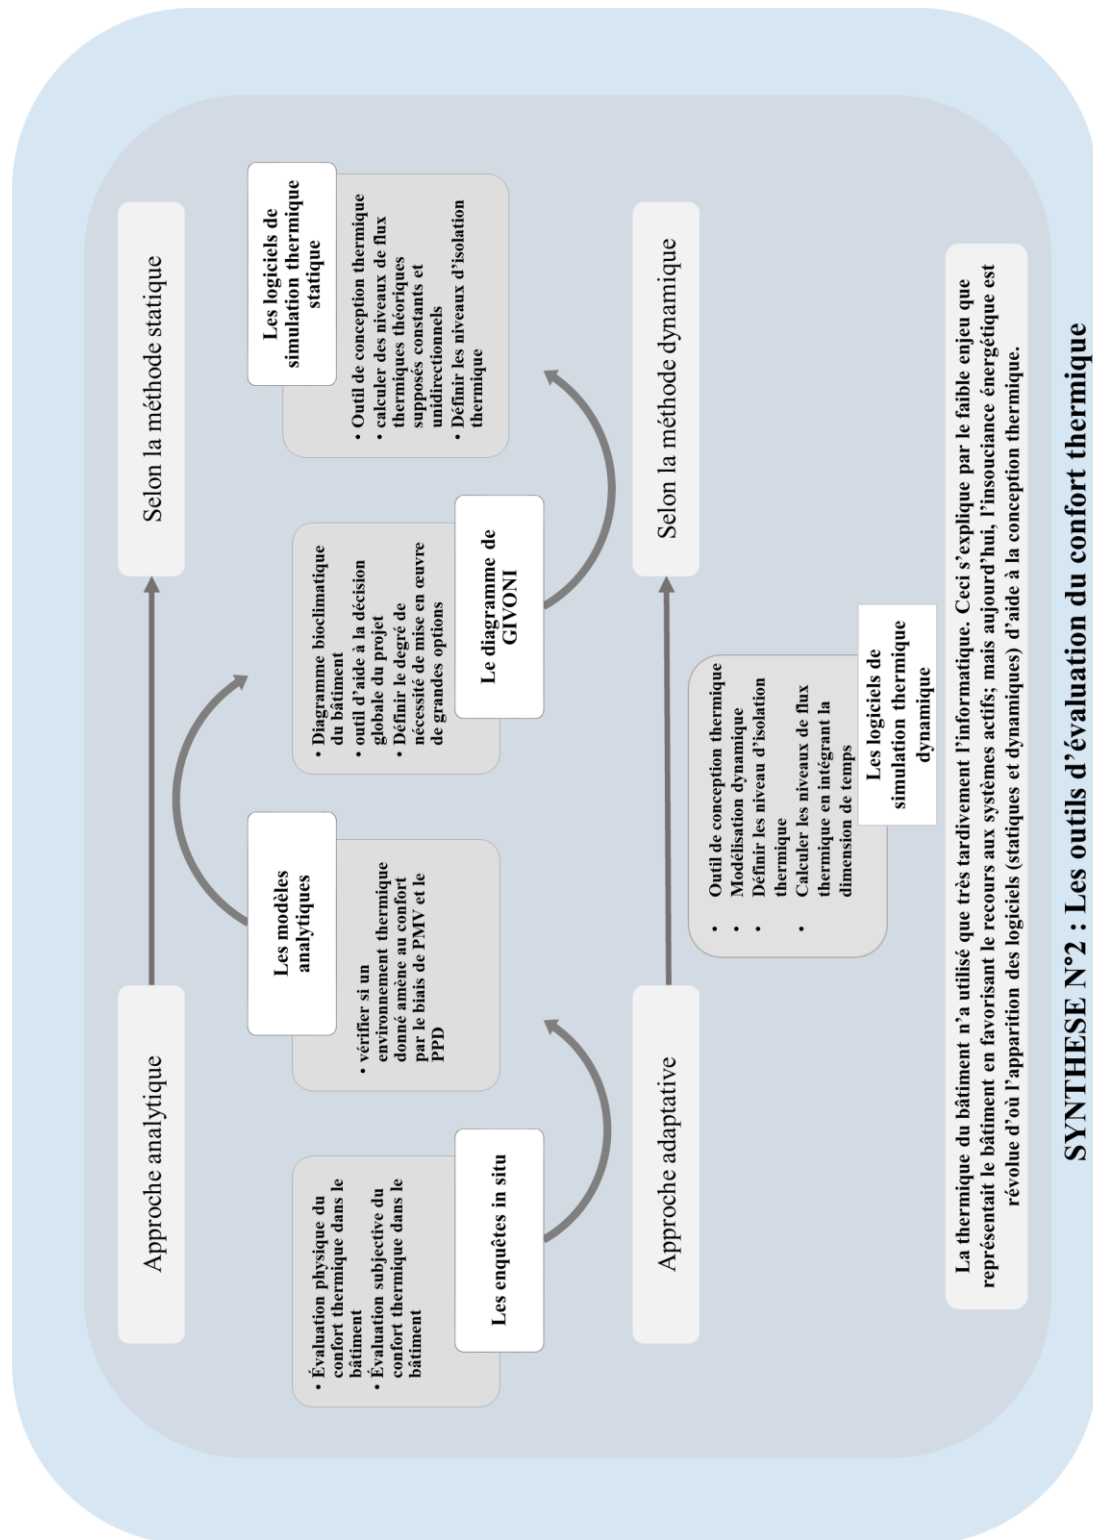 Approche analytique
Selon la méthode statique
• Évaluation physique du
confort thermique dans le
bâtiment
• Évaluation subjective du
confort thermique dans le
bâtiment
Les enquêtes in situ
Les modèles
analytiques
• vérifier si un
environnement thermique
donné amène au confort
par le biais de PMV et le
PPD
• Diagramme bioclimatique
du bâtiment
• outil d’aide à la décision
globale du projet
• Définir le degré de
nécessité de mise en œuvre
de grandes options
Le diagramme de
GIVONI
Les logiciels de
simulation thermique
statique
• Outil de conception thermique
• calculer des niveaux de flux
thermiques théoriques
supposés constants et
unidirectionnels
• Définir les niveaux d’isolation
thermique
Approche adaptative
Selon la méthode dynamique
• Outil de conception thermique
• Modélisation dynamique
• Définir les niveau d’isolation
thermique
• Calculer les niveaux de flux
thermique en intégrant la
dimension de temps
Les logiciels de
simulation thermique
dynamique
La thermique du bâtiment n’a utilisé que très tardivement l’informatique. Ceci s’explique par le faible enjeu que
représentait le bâtiment en favorisant le recours aux systèmes actifs; mais aujourd’hui, l’insouciance énergétique est
révolue d’où l’apparition des logiciels (statiques et dynamiques) d’aide à la conception thermique.
SYNTHESE N°2 : Les outils d’évaluation du confort thermique